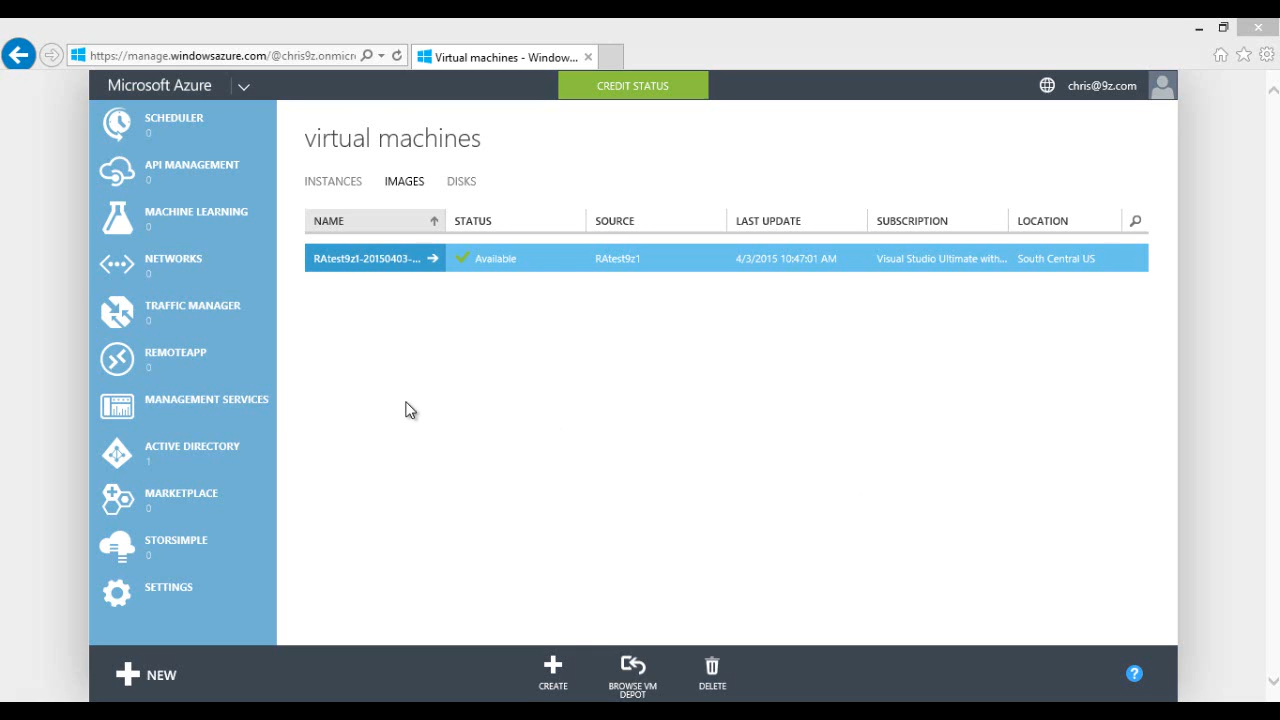 https://manage.windowsazure.com/@chris9z.onmicr
Virtual machines - Window...
Microsoft Azure
CREDIT STATUS
chris@9z.com
SCHEDULER
0
API MANAGEMENT
0
MACHINE LEARNING
0
NETWORKS
0
TRAFFIC MANAGER
0
REMOTEAPP
0
MANAGEMENT SERVICES
ACTIVE DIRECTORY
1
MARKETPLACE
0
STORSIMPLE
0
SETTINGS
virtual machines
INSTANCES IMAGES DISKS
NAME STATUS SOURCE LAST UPDATE SUBSCRIPTION LOCATION
RAtest9z1-20150403-... Available RAtest9z1 4/3/2015 10:47:01 AM Visual Studio Ultimate with... South Central US
NEW
CREATE
BROWSE VM
DEPOT
DELETE
?